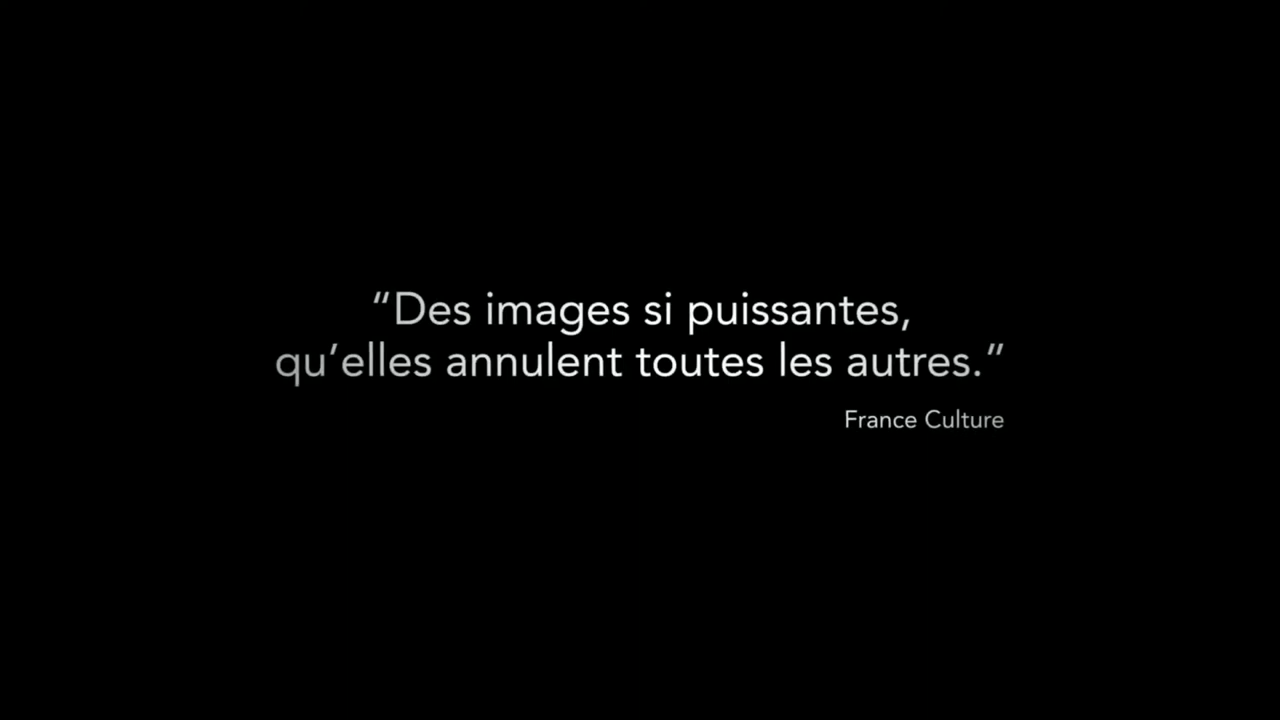 “Des images si puissantes,
qu’elles annulent toutes les autres.”
France Culture